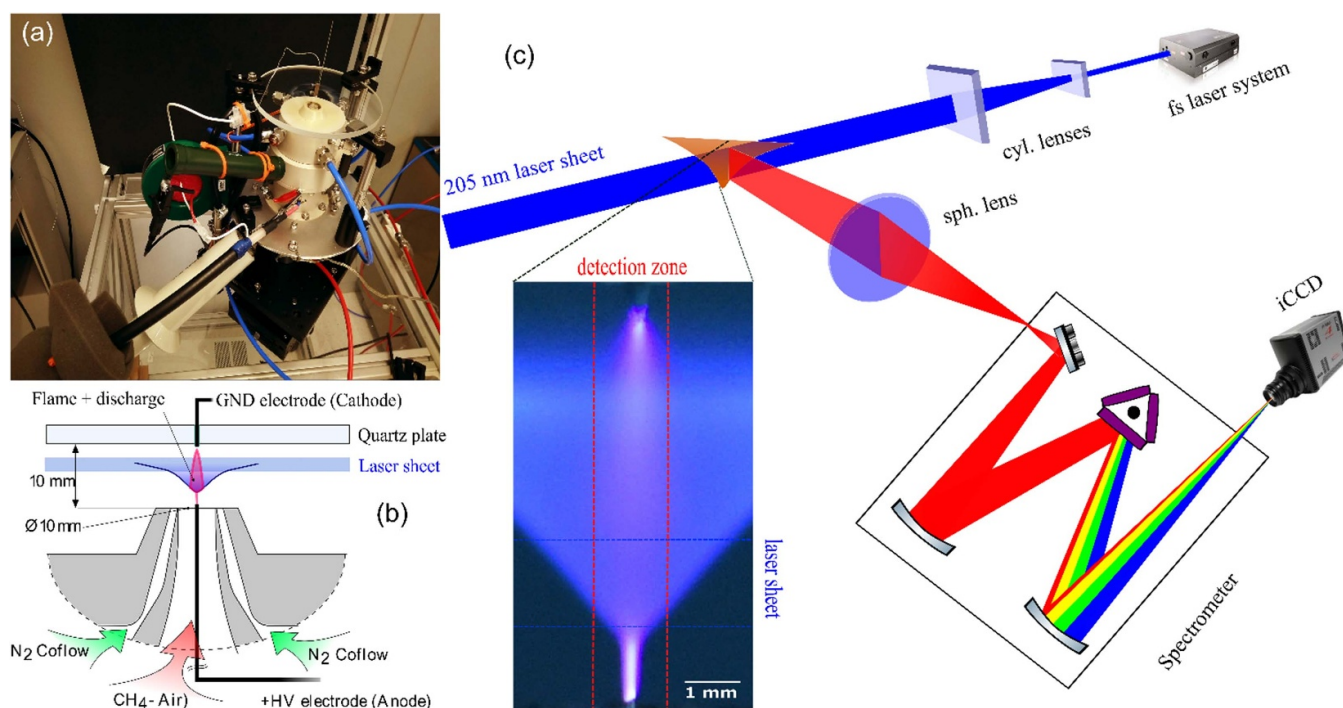 (a)
(c)
fs laser system
cyl. lenses
205 nm laser sheet
sph. lens
detection zone
iCCD
laser sheet
1 mm
Spectrometer
Flame + discharge
GND electrode (Cathode)
Quartz plate
Laser sheet
10 mm
Ø 10 mm
(b)
N2 Coflow
N2 Coflow
CH4- Air)
+HV electrode (Anode)